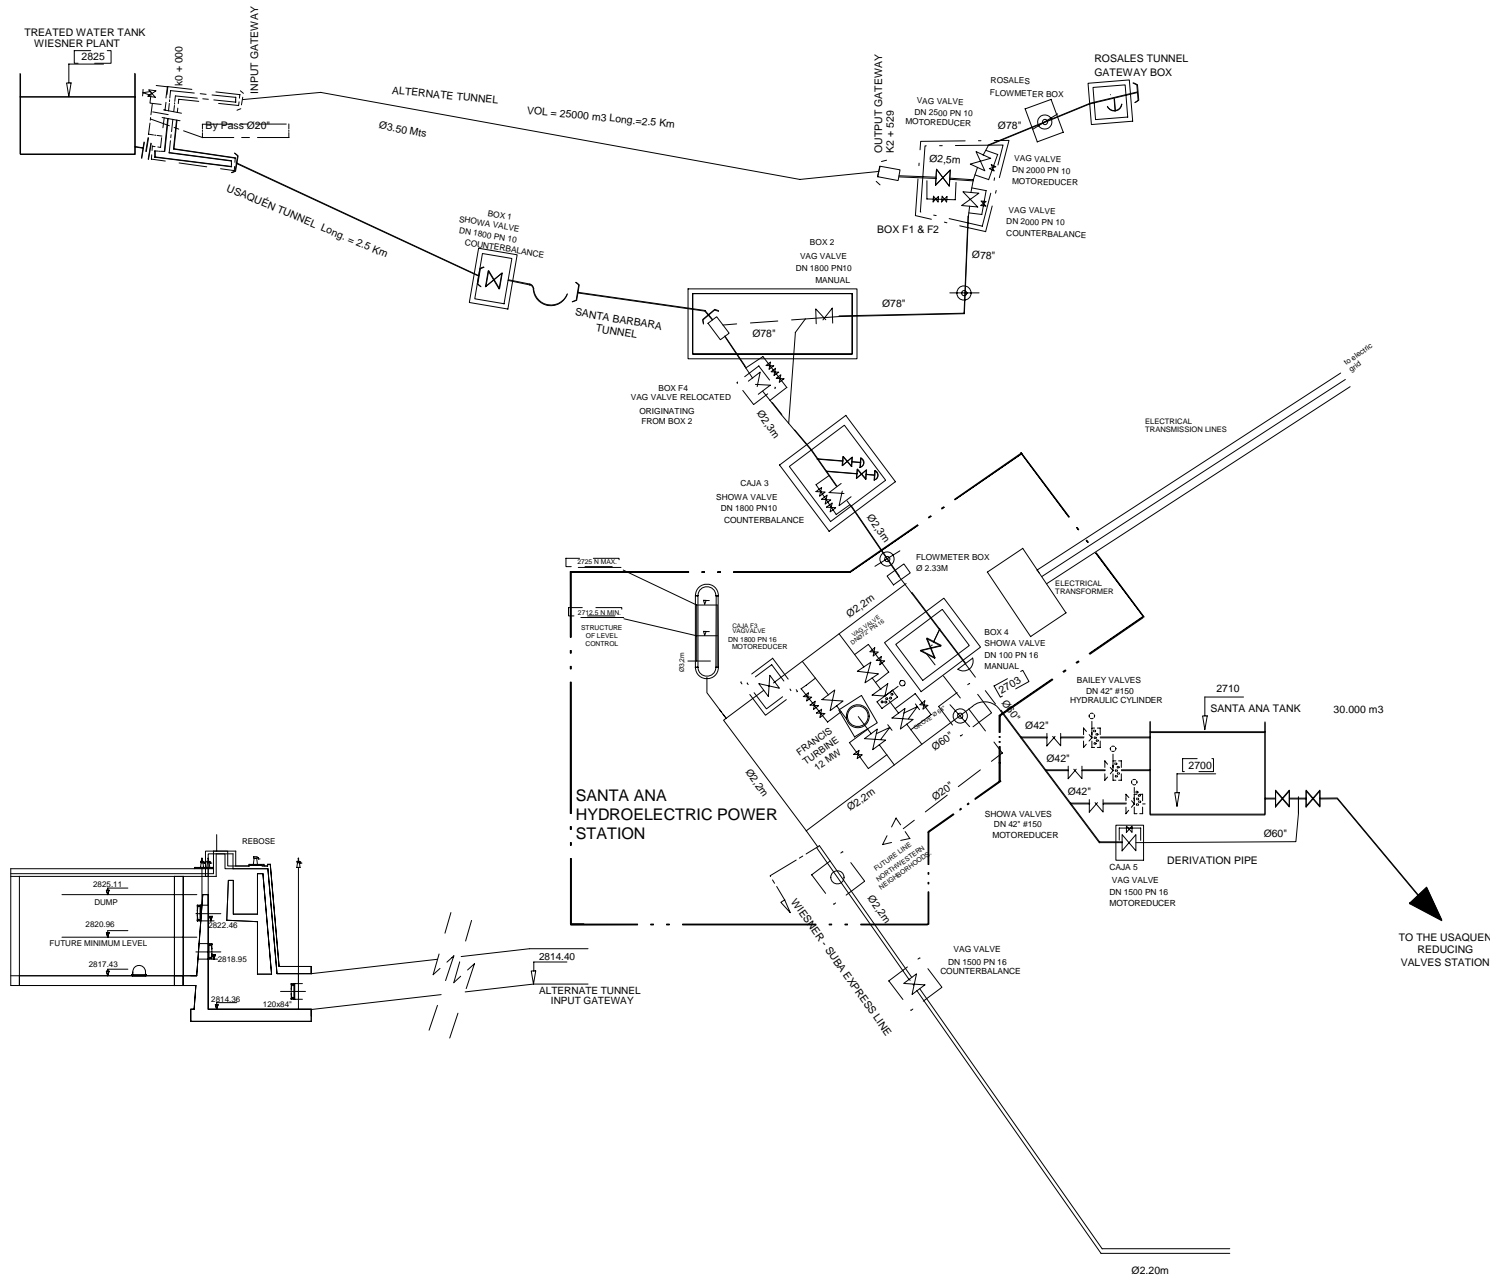 TREATED WATER TANK
WIESNER PLANT
2825
k0 + 000
INPUT GATEWAY
By Pass Ø20"
ALTERNATE TUNNEL
VOL = 25000 m3 Long.=2.5 Km
Ø3.50 Mts
USAQUÉN TUNNEL Long. = 2.5 Km
BOX 1
SHOWA VALVE
DN 1800 PN 10
COUNTERBALANCE
SANTA BARBARA
TUNNEL
OUTPUT GATEWAY
K2 + 529
VAG VALVE
DN 2500 PN 10
MOTOREDUCER
ROSALES
FLOWMETER BOX
ROSALES TUNNEL
GATEWAY BOX
Ø78"
Ø2,5m
VAG VALVE
DN 2000 PN 10
MOTOREDUCER
VAG VALVE
DN 2000 PN 10
COUNTERBALANCE
BOX F1 & F2
Ø78"
BOX 2
VAG VALVE
DN 1800 PN10
MANUAL
Ø78"
Ø78"
BOX F4
VAG VALVE RELOCATED
ORIGINATING
FROM BOX 2
Ø2,3m
CAJA 3
SHOWA VALVE
DN 1800 PN10
COUNTERBALANCE
Ø2,3m
to electric
grid
ELECTRICAL
TRANSMISSION LINES
ELECTRICAL
TRANSFORMER
FLOWMETER BOX
Ø 2.33M
2725 N MAX.
2712.5 N MIN.
STRUCTURE
OF LEVEL
CONTROL
Ø3,2m
CAJA F3
VAGVALVE
DN 1800 PN 16
MOTOREDUCER
Ø2,2m
VAG VALVE
BOX 4
SHOWA VALVE
DN 100 PN 16
MANUAL
2703
Ø60"
FRANCIS
TURBINE
12 MW
Ø60"
Ø2,2m
Ø2,2m
Ø20"
SANTA ANA
HYDROELECTRIC POWER
STATION
FUTURE LINE
NORTHWESTERN
NEIGHBORHOODS.
BAILEY VALVES
DN 42" #150
HYDRAULIC CYLINDER
2710
SANTA ANA TANK
30.000 m3
Ø42"
Ø42"
Ø42"
2700
SHOWA VALVES
DN 42" #150
MOTOREDUCER
Ø60"
DERIVATION PIPE
CAJA 5
VAG VALVE
DN 1500 PN 16
MOTOREDUCER
TO THE USAQUEN
REDUCING
VALVES STATION
WIESNER - SUBA EXPRESS LINE
Ø2,2m
VAG VALVE
DN 1500 PN 16
COUNTERBALANCE
Ø2,20m
REBOSE
2825.11
DUMP
2820.96
FUTURE MINIMUM LEVEL
2817.43
2822.46
2818.95
2814.36
120x84"
2814.40
ALTERNATE TUNNEL
INPUT GATEWAY